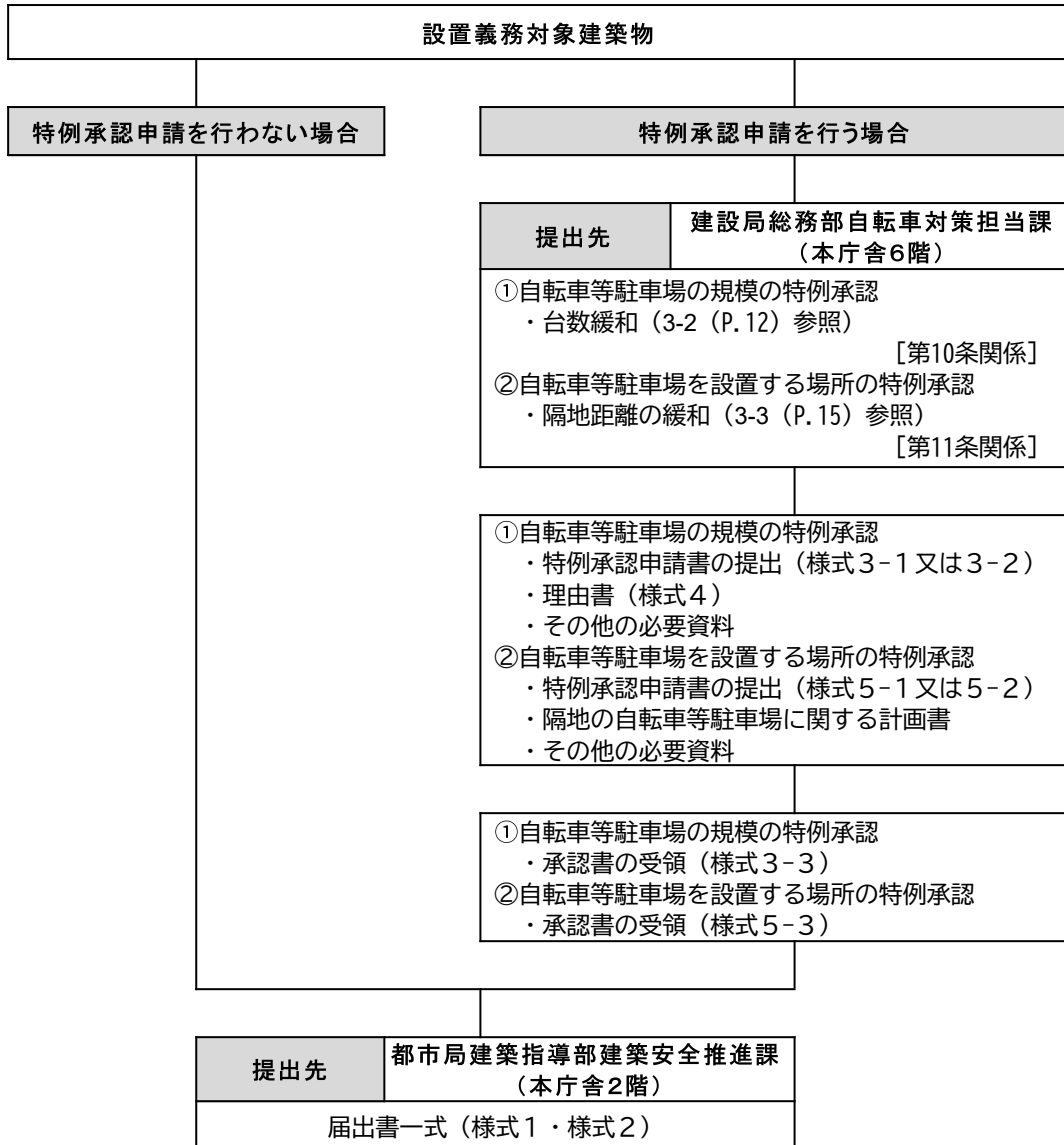 設置義務対象建築物
特例承認申請を行わない場合
特例承認申請を行う場合
提出先
建設局総務部自転車対策担当課
（本庁舎6階）
①自転車等駐車場の規模の特例承認
・台数緩和（3-2（P.12）参照）
［第10条関係］
②自転車等駐車場を設置する場所の特例承認
・隔地距離の緩和（3-3（P.15）参照）
［第11条関係］
①自転車等駐車場の規模の特例承認
・特例承認申請書の提出（様式３-１又は３-２）
・理由書（様式４）
・その他の必要資料
②自転車等駐車場を設置する場所の特例承認
・特例承認申請書の提出（様式５-１又は５-２）
・隔地の自転車等駐車場に関する計画書
・その他の必要資料
①自転車等駐車場の規模の特例承認
・承認書の受領（様式３-３）
②自転車等駐車場を設置する場所の特例承認
・承認書の受領（様式５-３）
提出先
都市局建築指導部建築安全推進課
（本庁舎2階）
届出書一式（様式１・様式２）